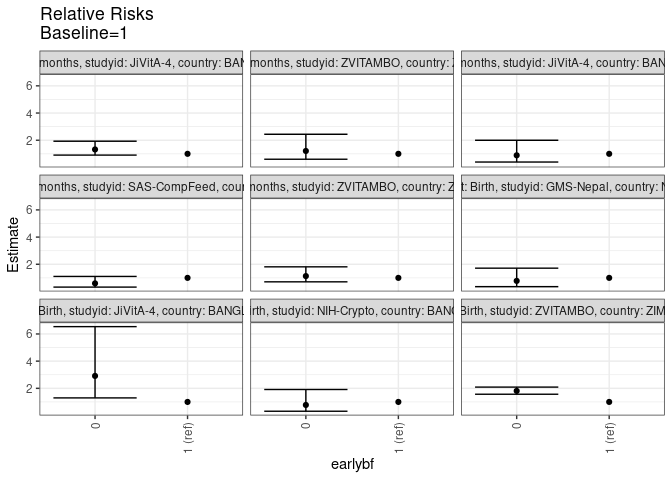 Relative Risks
Baseline=1
months, studyid: JiVitA-4, country: BAN
months, studyid: ZVITAMBO, country:
months, studyid: JiVitA-4, country: BAN
6
4
2
months, studyid: SAS-CompFeed, cou
months, studyid: ZVITAMBO, country: Z
t: Birth, studyid: GMS-Nepal, country:
6
4
2
Birth, studyid: JiVitA-4, country: BANGL
irth, studyid: NIH-Crypto, country: BANG
Birth, studyid: ZVITAMBO, country: ZIM
6
4
2
Estimate
0
1 (ref)
0
1 (ref)
0
1 (ref)
earlybf